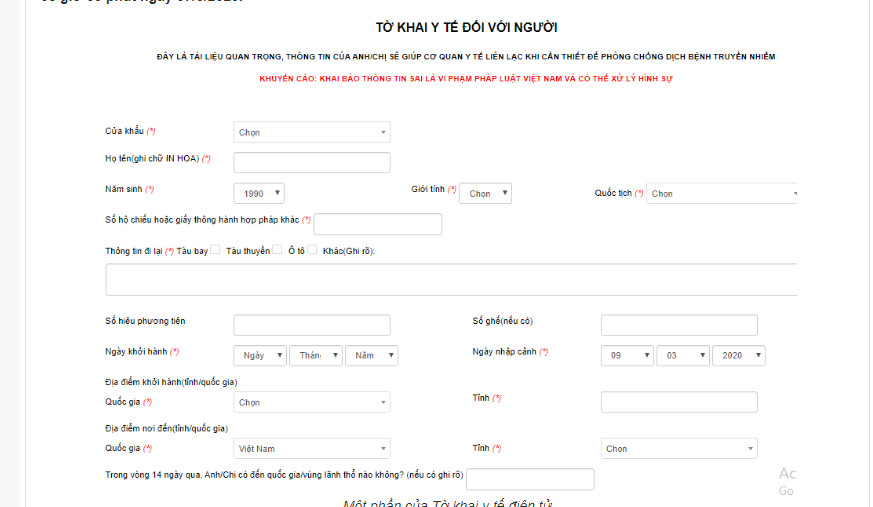 TỜ KHAI Y TẾ ĐỐI VỚI NGƯỜI
ĐÂY LÀ TÀI LIỆU QUAN TRỌNG, THÔNG TIN CỦA ANH/CHỊ SẼ GIÚP CƠ QUAN Y TẾ LIÊN LẠC KHI CẦN THIẾT ĐỂ PHÒNG CHỐNG DỊCH BỆNH TRUYỀN NHIỄM
KHUYẾN CÁO: KHAI BÁO THÔNG TIN SAI LÀ VI PHẠM PHÁP LUẬT VIỆT NAM VÀ CÓ THỂ XỬ LÝ HÌNH SỰ
Cửa khẩu (*) Chọn
Họ tên(ghi chữ IN HOA) (*)
Năm sinh (*) 1990 Giới tính (*) Chọn Quốc tịch (*) Chọn
Số hộ chiếu hoặc giấy thông hành hợp pháp khác (*)
Thông tin đi lại (*) Tàu bay Tàu thuyền Ô tô Khác(Ghi rõ):
Số hiệu phương tiện Số ghế(nếu có)
Ngày khởi hành (*) Ngày Thán Năm Ngày nhập cảnh (*) 09 03 2020
Địa điểm khởi hành(tỉnh/quốc gia)
Quốc gia (*) Chọn Tỉnh (*)
Địa điểm nơi đến(tỉnh/quốc gia)
Quốc gia (*) Việt Nam Tỉnh (*) Chọn
Trong vòng 14 ngày qua, Anh/Chị có đến quốc gia/vùng lãnh thổ nào không? (nếu có ghi rõ)
Ac
Go
Một phần của Tờ khai y tế điện tử